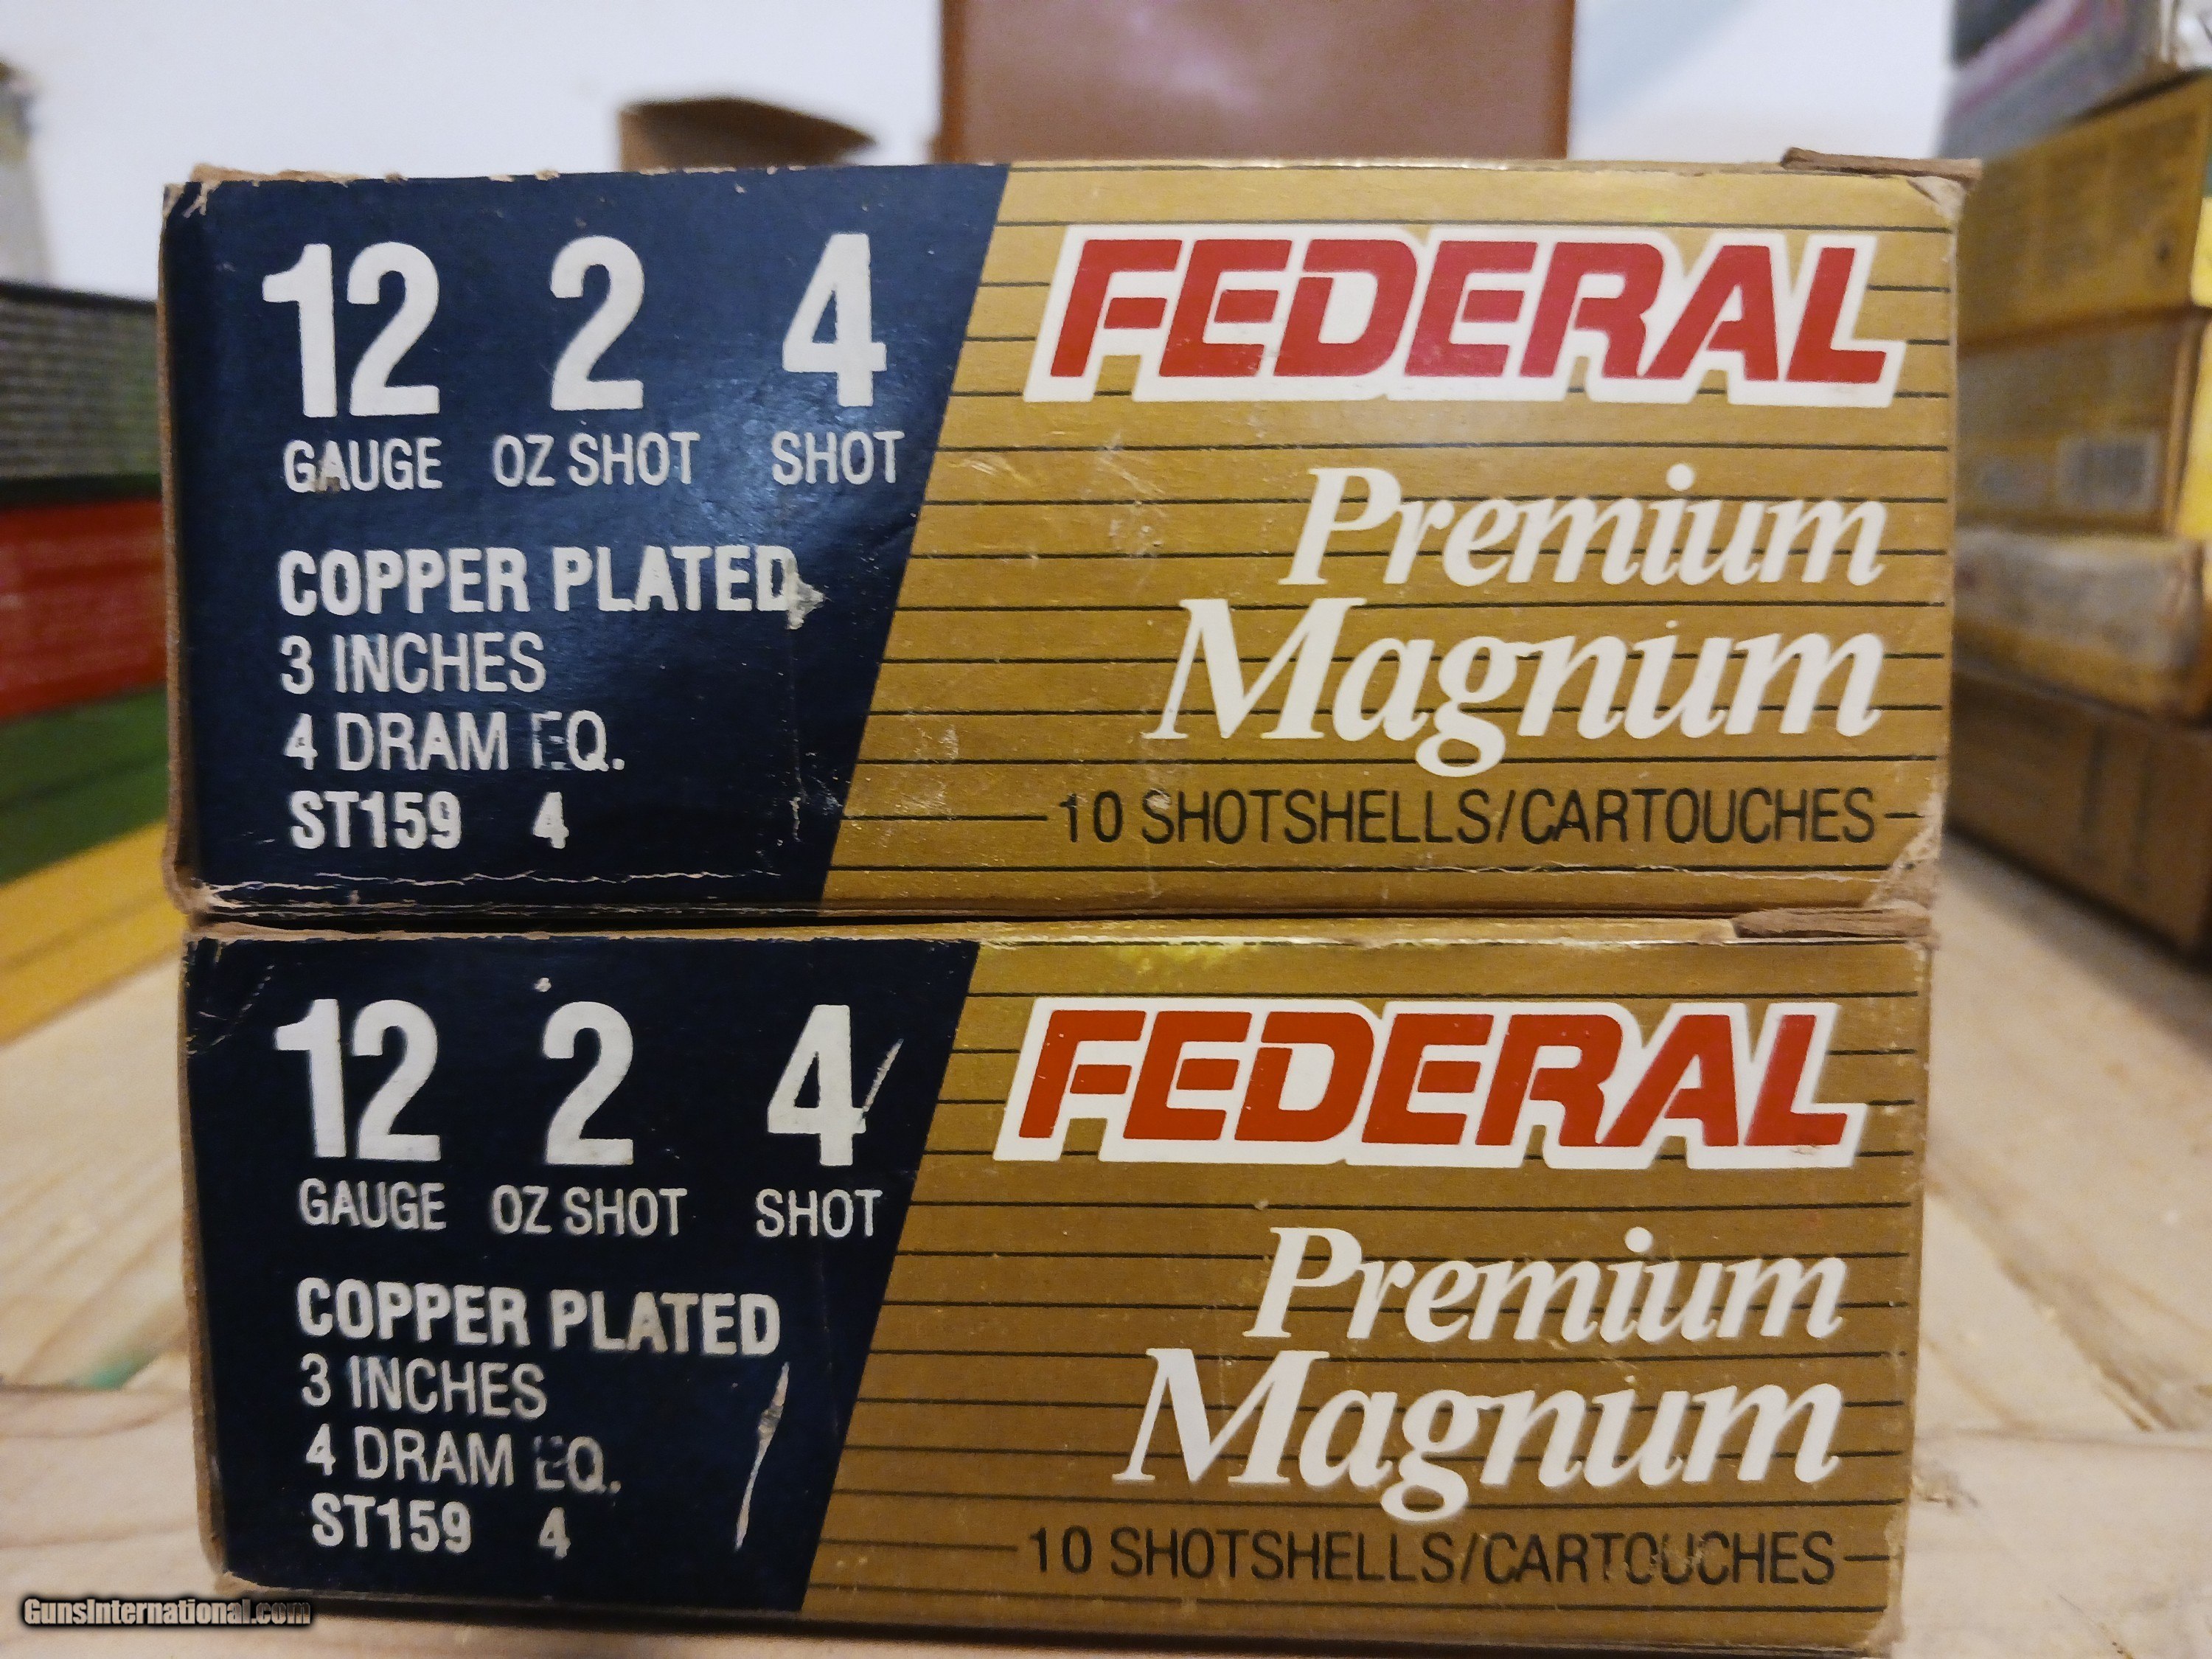 12 2 4
GAUGE OZ SHOT SHOT
COPPER PLATED
3 INCHES
4 DRAM EQ.
ST159 4
FEDERAL
Premium
Magnum
10 SHOTSHELLS/CARTOUCHES
12 2 4
GAUGE OZ SHOT SHOT
COPPER PLATED
3 INCHES
4 DRAM EQ.
ST159 4
FEDERAL
Premium
Magnum
10 SHOTSHELLS/CARTOUCHES
GunsInternational.com